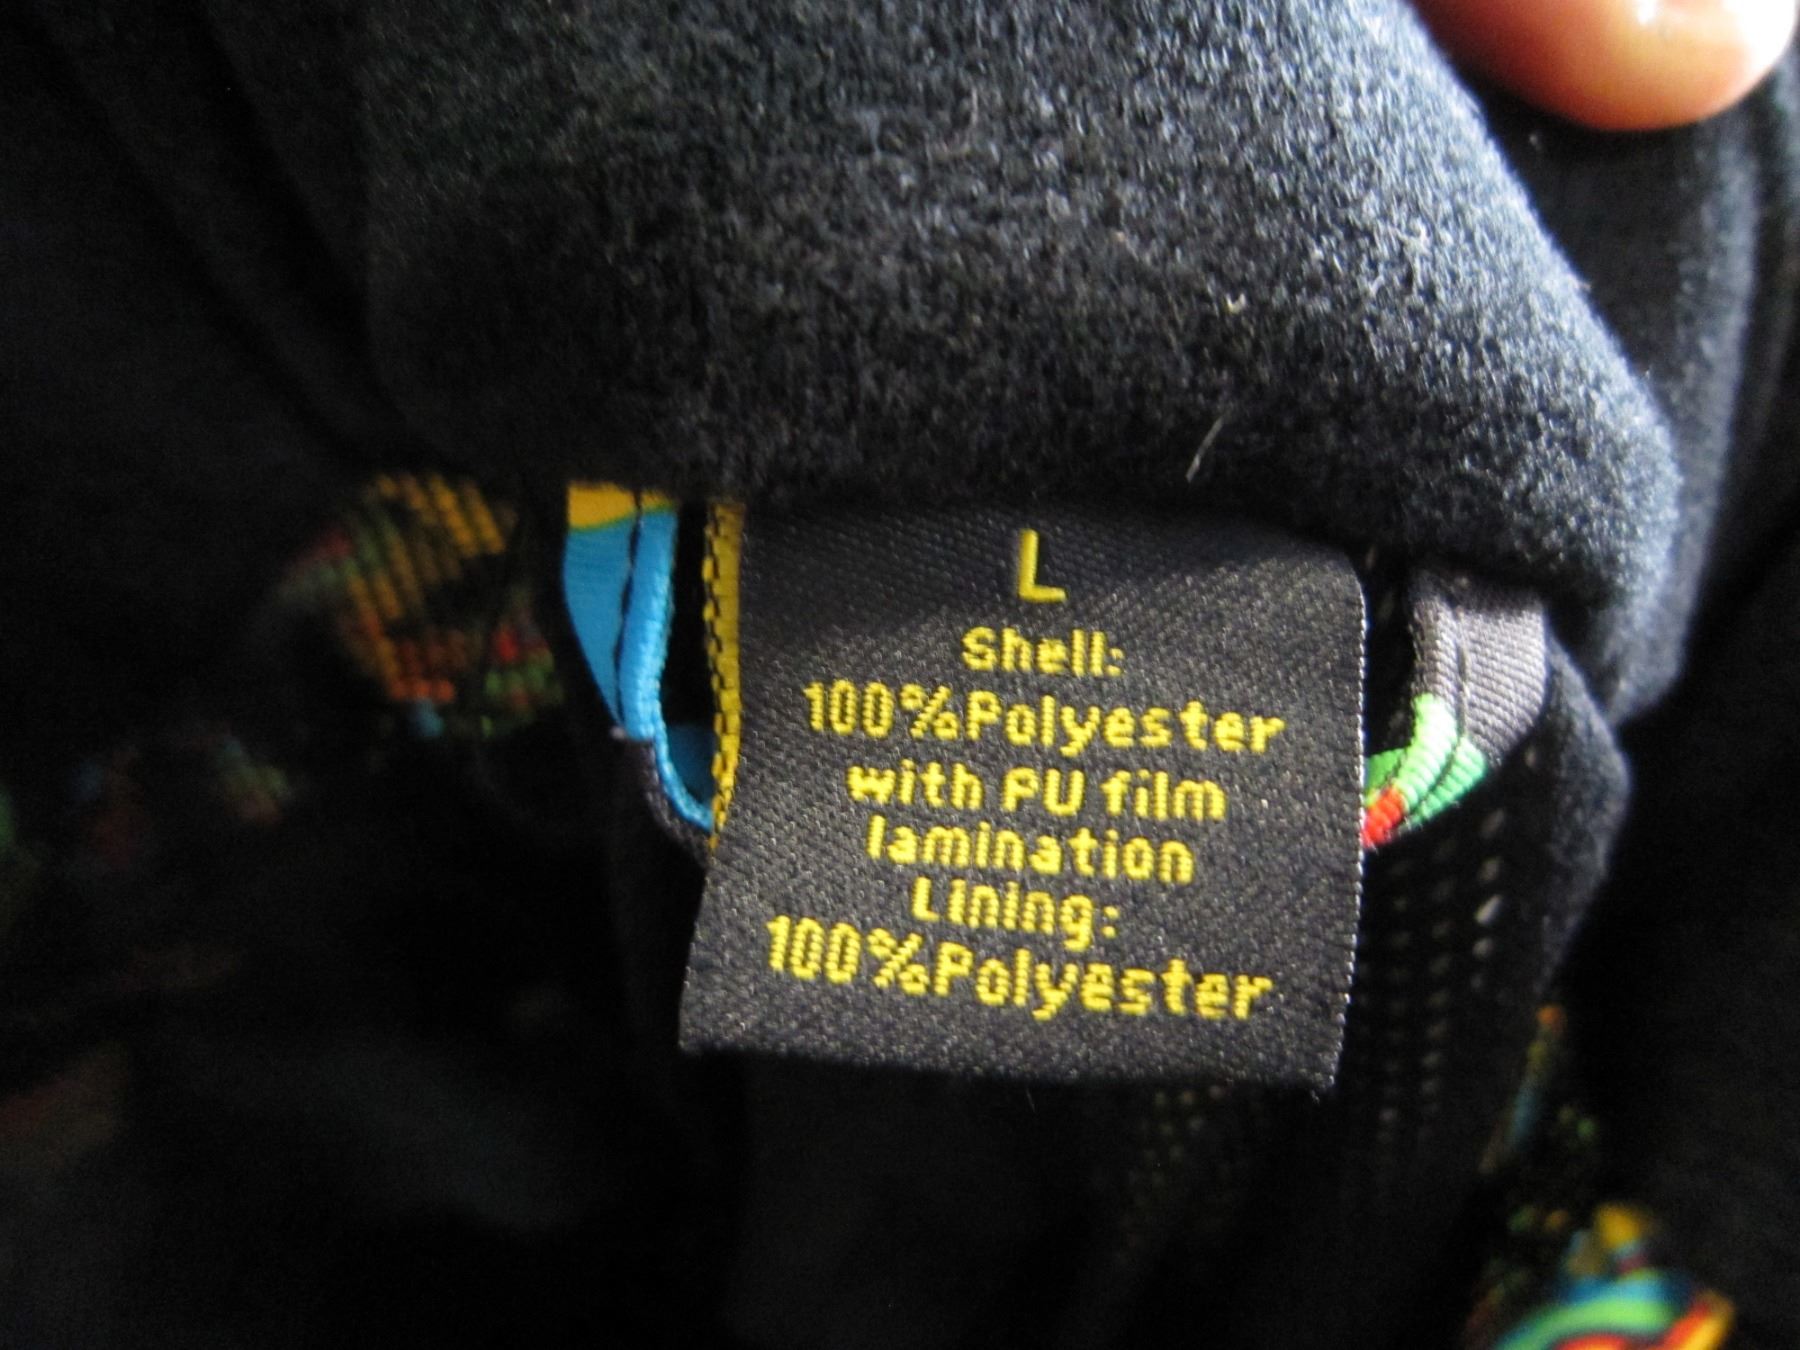 L
Shell:
100%Polyester
with PU film
lamination
Lining:
100%Polyester